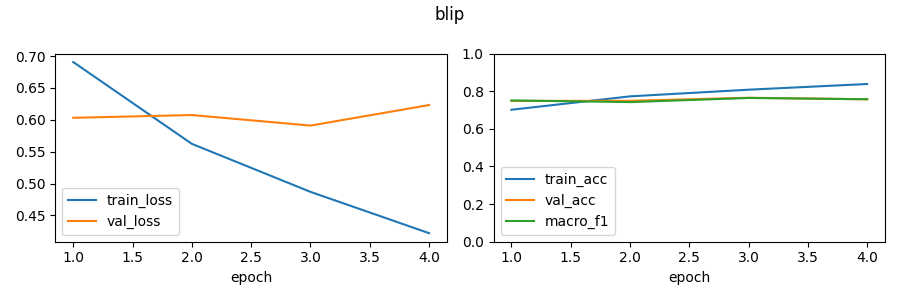 blip
0.70
0.65
0.60
0.55
0.50
0.45
train_loss
val_loss
1.0 1.5 2.0 2.5 3.0 3.5 4.0
epoch
1.0
0.8
0.6
0.4
0.2
0.0
train_acc
val_acc
macro_f1
1.0 1.5 2.0 2.5 3.0 3.5 4.0
epoch